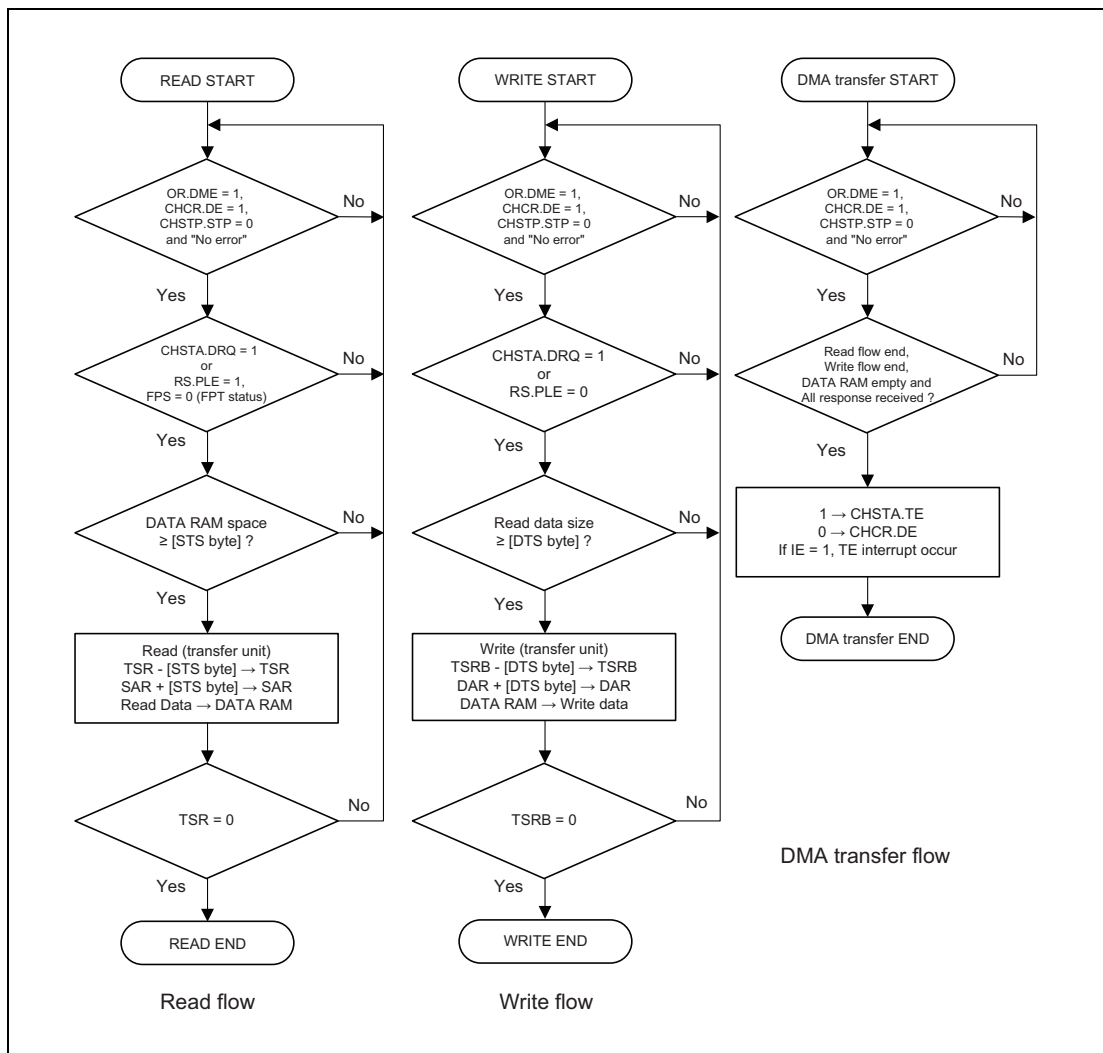 READ START
OR.DME = 1,
CHCR.DE = 1,
CHSTP.STP = 0
and "No error"
No
Yes
CHSTA.DRQ = 1
or
RS.PLE = 1,
FPS = 0 (FPT status)
No
Yes
DATA RAM space
≥ [STS byte] ?
No
Yes
Read (transfer unit)
TSR - [STS byte] → TSR
SAR + [STS byte] → SAR
Read Data → DATA RAM
TSR = 0
No
Yes
READ END
Read flow
WRITE START
OR.DME = 1,
CHCR.DE = 1,
CHSTP.STP = 0
and "No error"
No
Yes
CHSTA.DRQ = 1
or
RS.PLE = 0
No
Yes
Read data size
≥ [DTS byte] ?
No
Yes
Write (transfer unit)
TSRB - [DTS byte] → TSRB
DAR + [DTS byte] → DAR
DATA RAM → Write data
TSRB = 0
No
Yes
WRITE END
Write flow
DMA transfer START
OR.DME = 1,
CHCR.DE = 1,
CHSTP.STP = 0
and "No error"
No
Yes
Read flow end,
Write flow end,
DATA RAM empty and
All response received ?
No
Yes
1 → CHSTA.TE
0 → CHCR.DE
If IE = 1, TE interrupt occur
DMA transfer END
DMA transfer flow